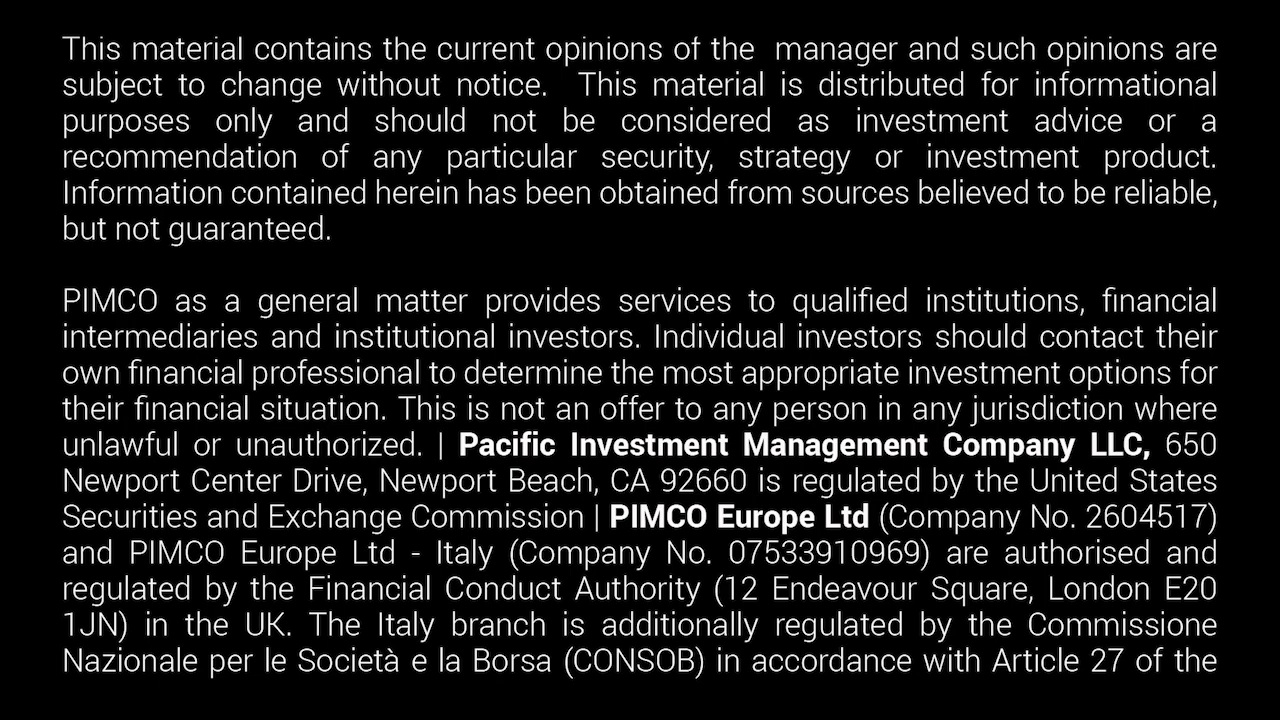 This material contains the current opinions of the  manager and such opinions are
subject to change without notice.  This material is distributed for informational
purposes only and should not be considered as investment advice or a
recommendation of any particular security, strategy or investment product.
Information contained herein has been obtained from sources believed to be reliable,
but not guaranteed.
PIMCO as a general matter provides services to qualified institutions, financial
intermediaries and institutional investors. Individual investors should contact their
own financial professional to determine the most appropriate investment options for
their financial situation. This is not an offer to any person in any jurisdiction where
unlawful or unauthorized. | Pacific Investment Management Company LLC, 650
Newport Center Drive, Newport Beach, CA 92660 is regulated by the United States
Securities and Exchange Commission | PIMCO Europe Ltd (Company No. 2604517)
and PIMCO Europe Ltd - Italy (Company No. 07533910969) are authorised and
regulated by the Financial Conduct Authority (12 Endeavour Square, London E20
1JN) in the UK. The Italy branch is additionally regulated by the Commissione
Nazionale per le Società e la Borsa (CONSOB) in accordance with Article 27 of the